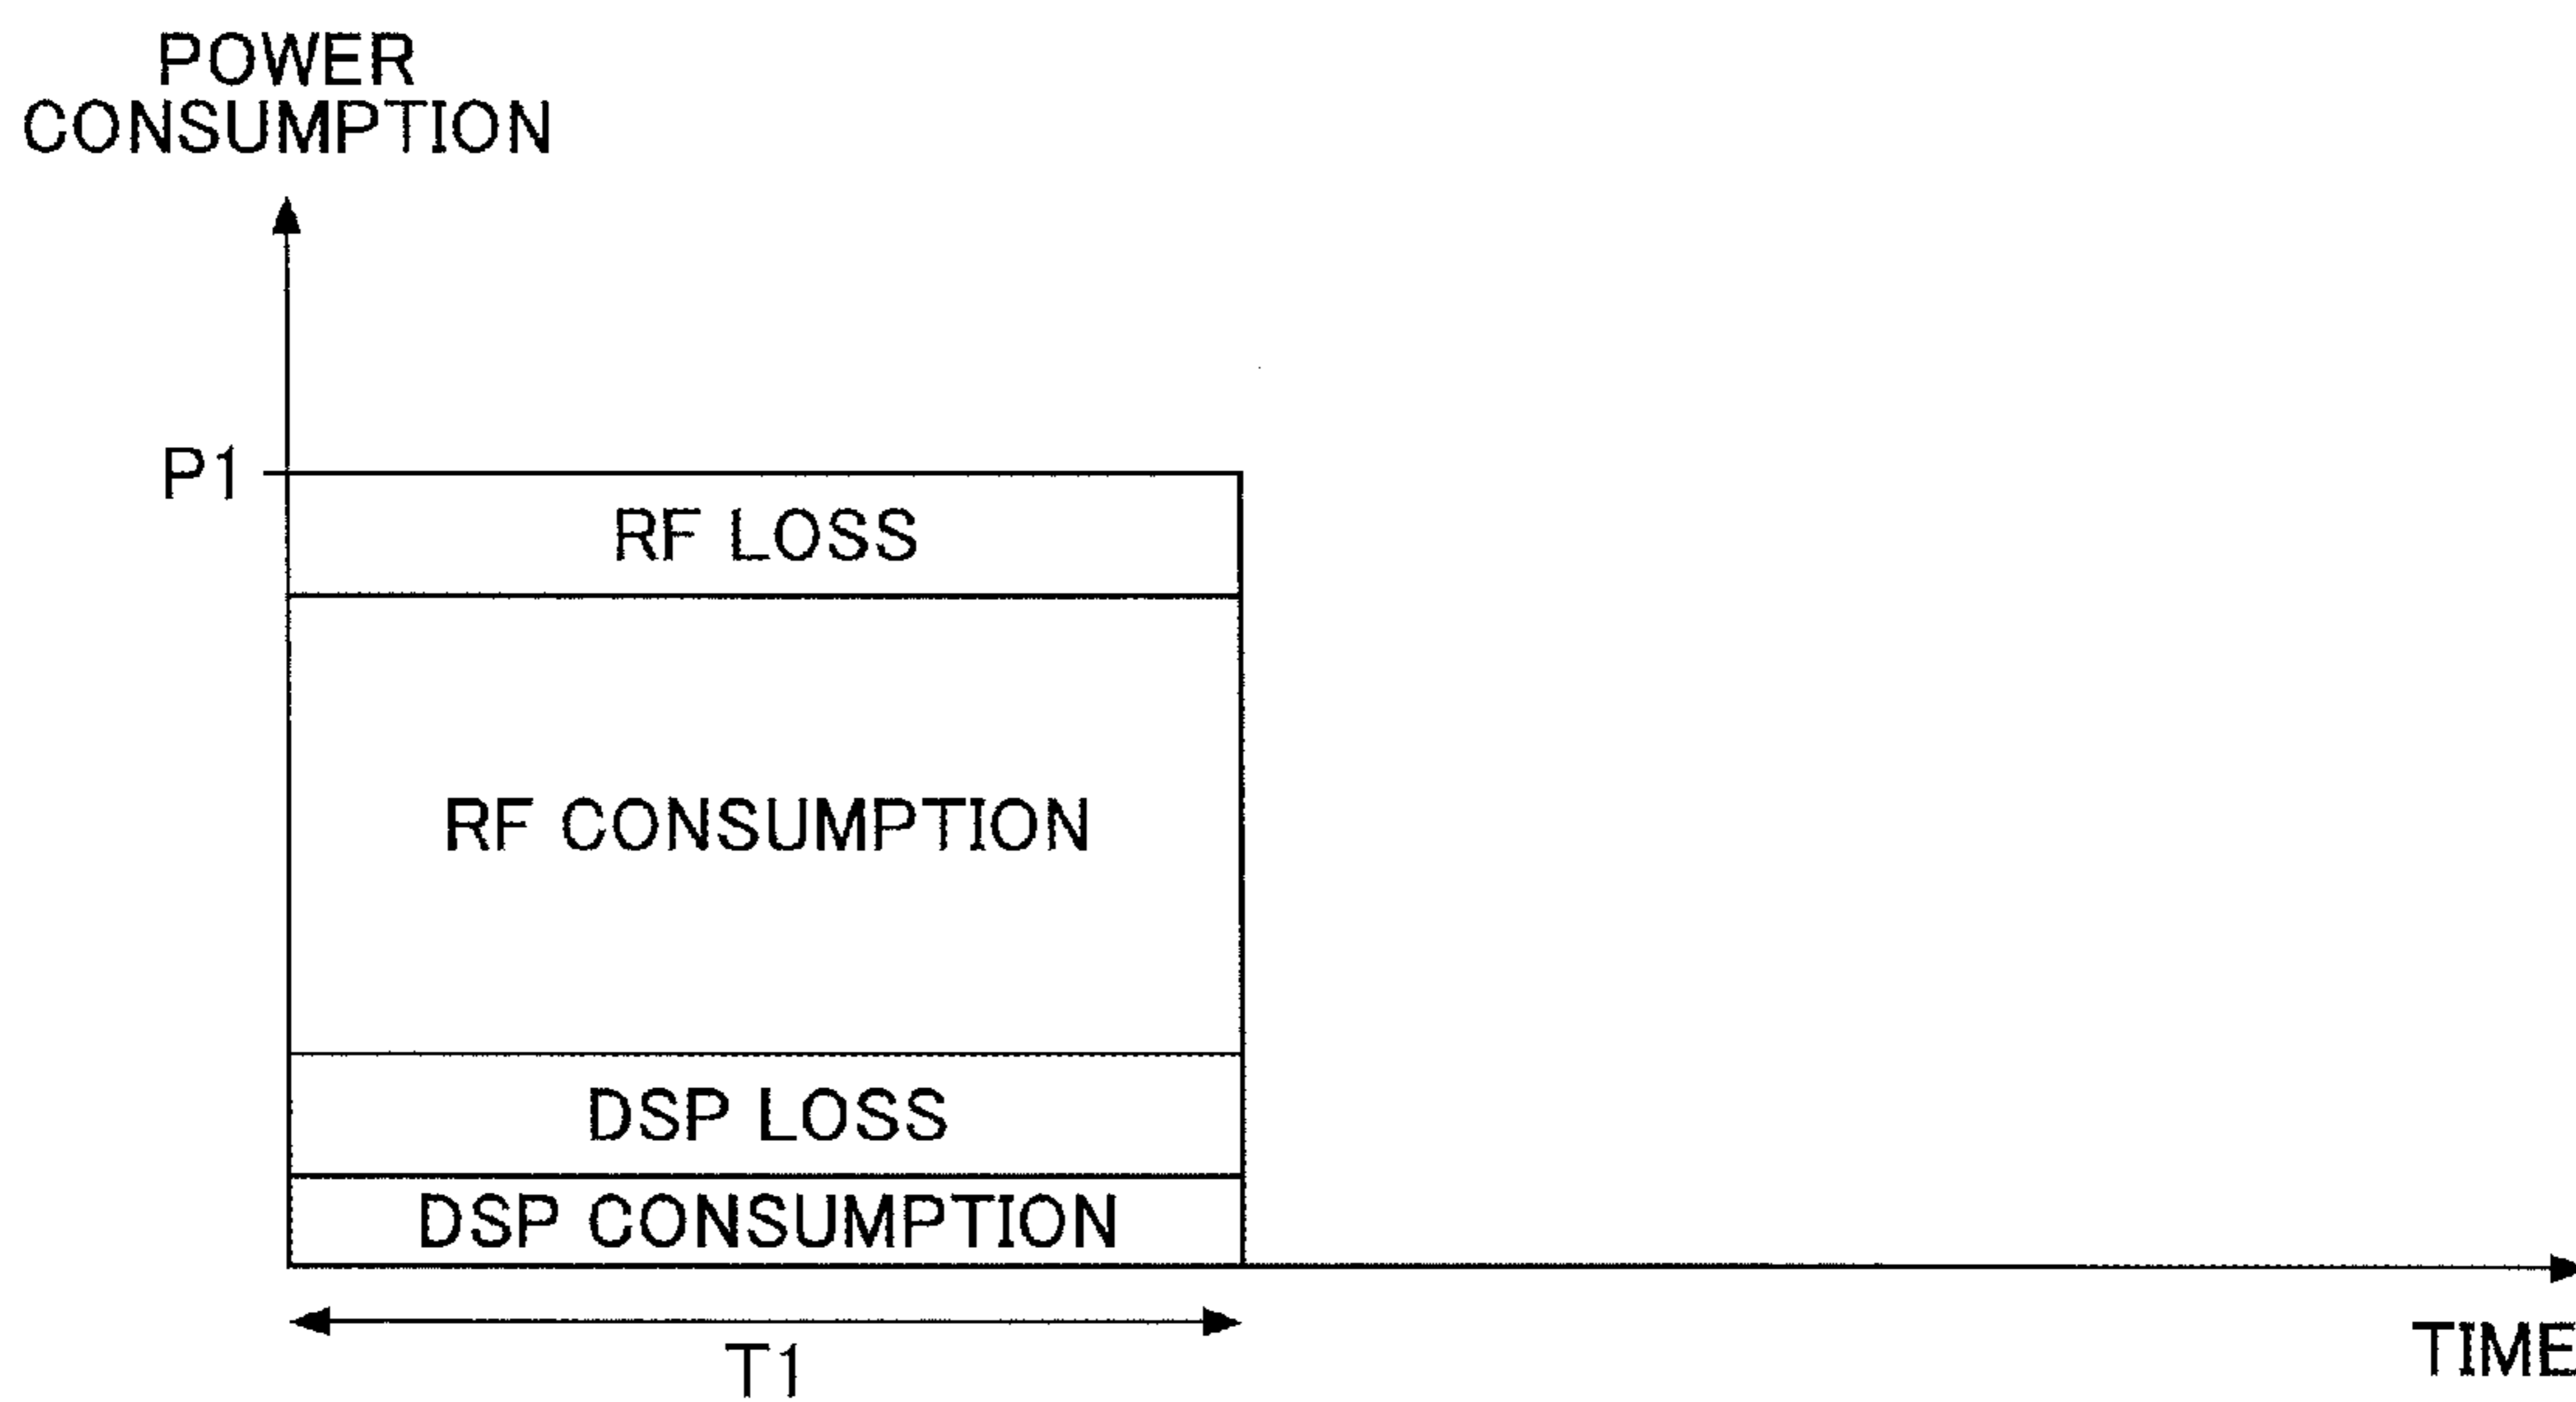 POWER
CONSUMPTION
P1
RF LOSS
RF CONSUMPTION
DSP LOSS
DSP CONSUMPTION
T1
TIME